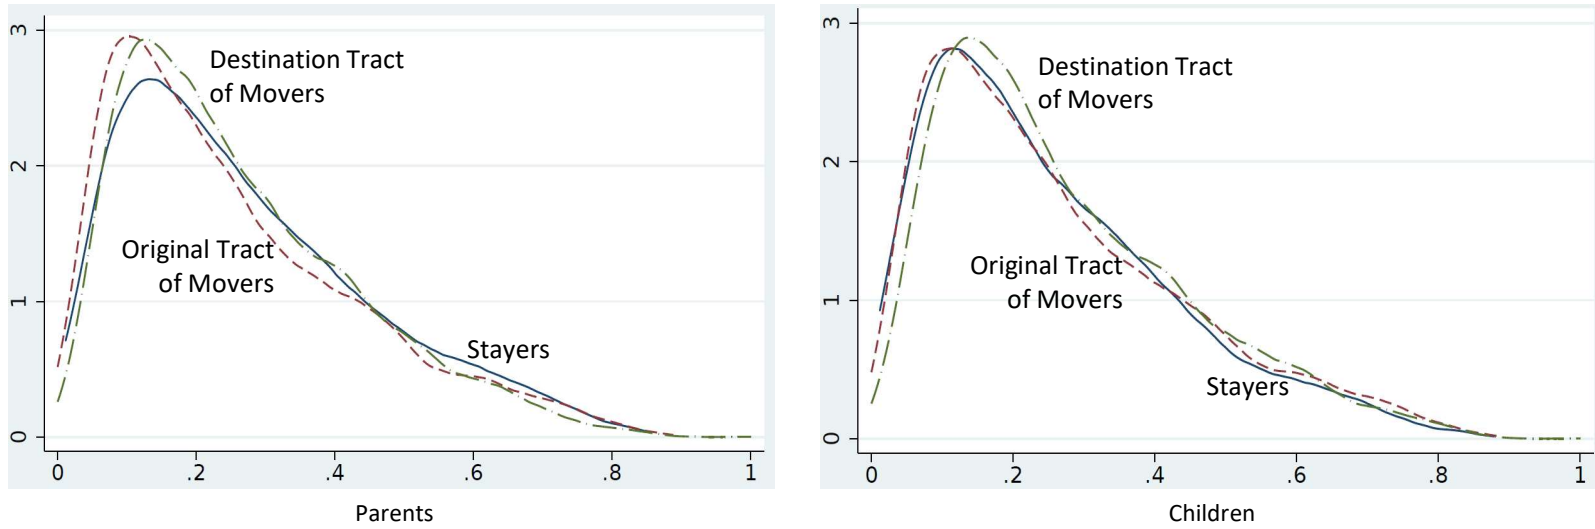 3
2
1
0
Destination Tract
of Movers
Original Tract
of Movers
Stayers
0 .2 .4 .6 .8 1
Parents
3
2
1
0
Destination Tract
of Movers
Original Tract
of Movers
Stayers
0 .2 .4 .6 .8 1
Children